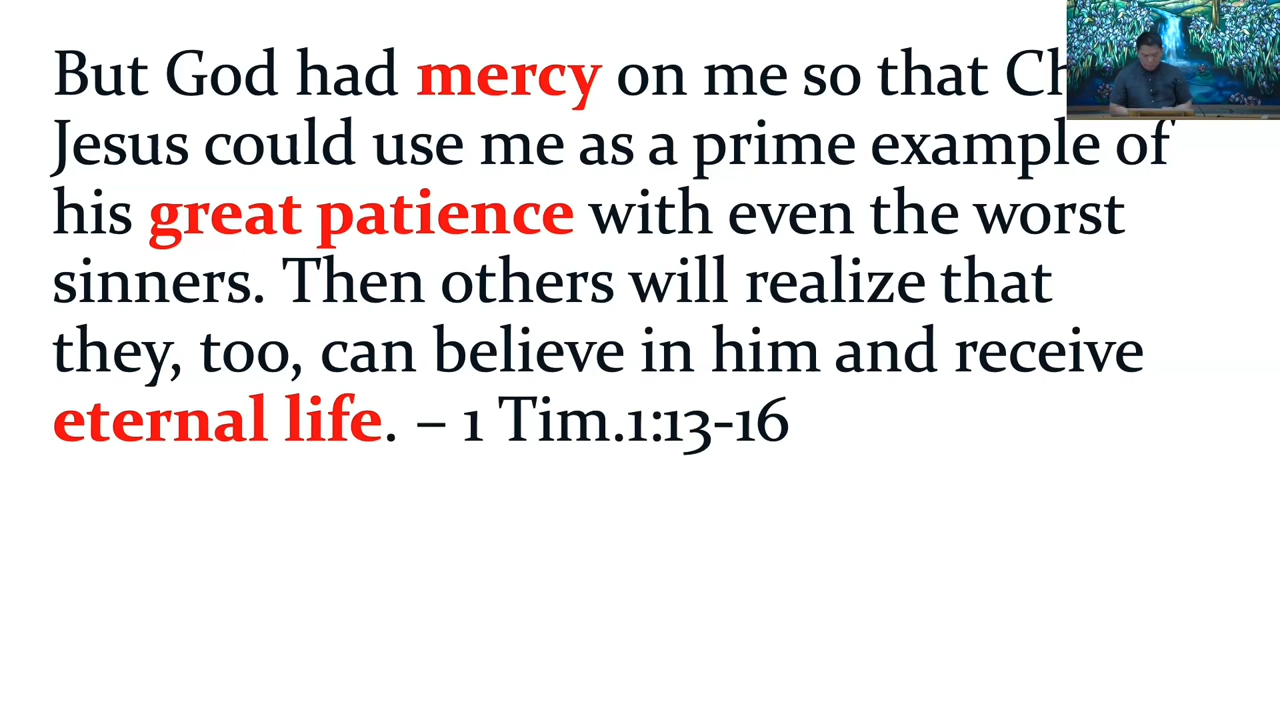 But God had mercy on me so that Ch
Jesus could use me as a prime example of
his great patience with even the worst
sinners. Then others will realize that
they, too, can believe in him and receive
eternal life. – 1 Tim.1:13-16